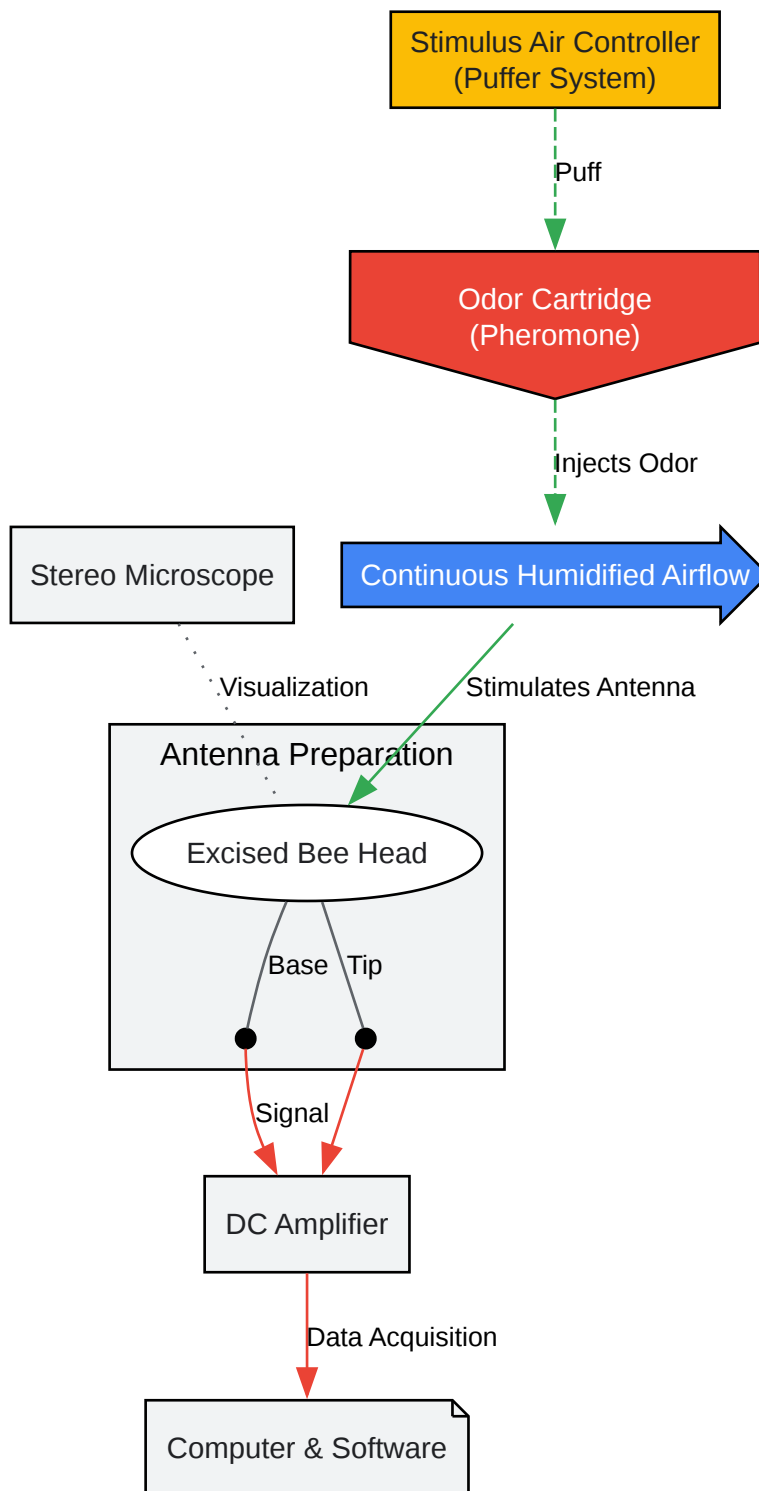 Stimulus Air Controller
(Puffer System)
Puff
Odor Cartridge
(Pheromone)
Injects Odor
Stereo Microscope
Continuous Humidified Airflow
Visualization
Stimulates Antenna
Antenna Preparation
Excised Bee Head
Base
Tip
Signal
DC Amplifier
Data Acquisition
Computer & Software